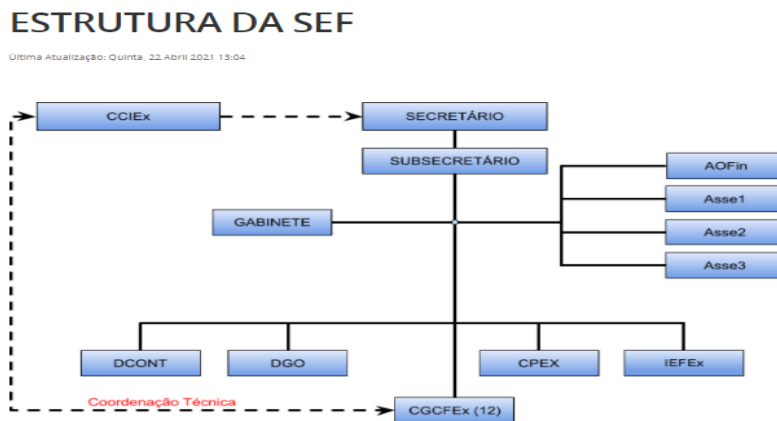 ESTRUTURA DA SEF
Última Atualização: Quinta, 22 Abril 2021 13:04
CCIEx
SECRETÁRIO
SUBSECRETÁRIO
AOFin
Asse1
GABINETE
Asse2
Asse3
DCONT
DGO
CPEX
IEFEx
Coordenação Técnica
CGCFEx (12)